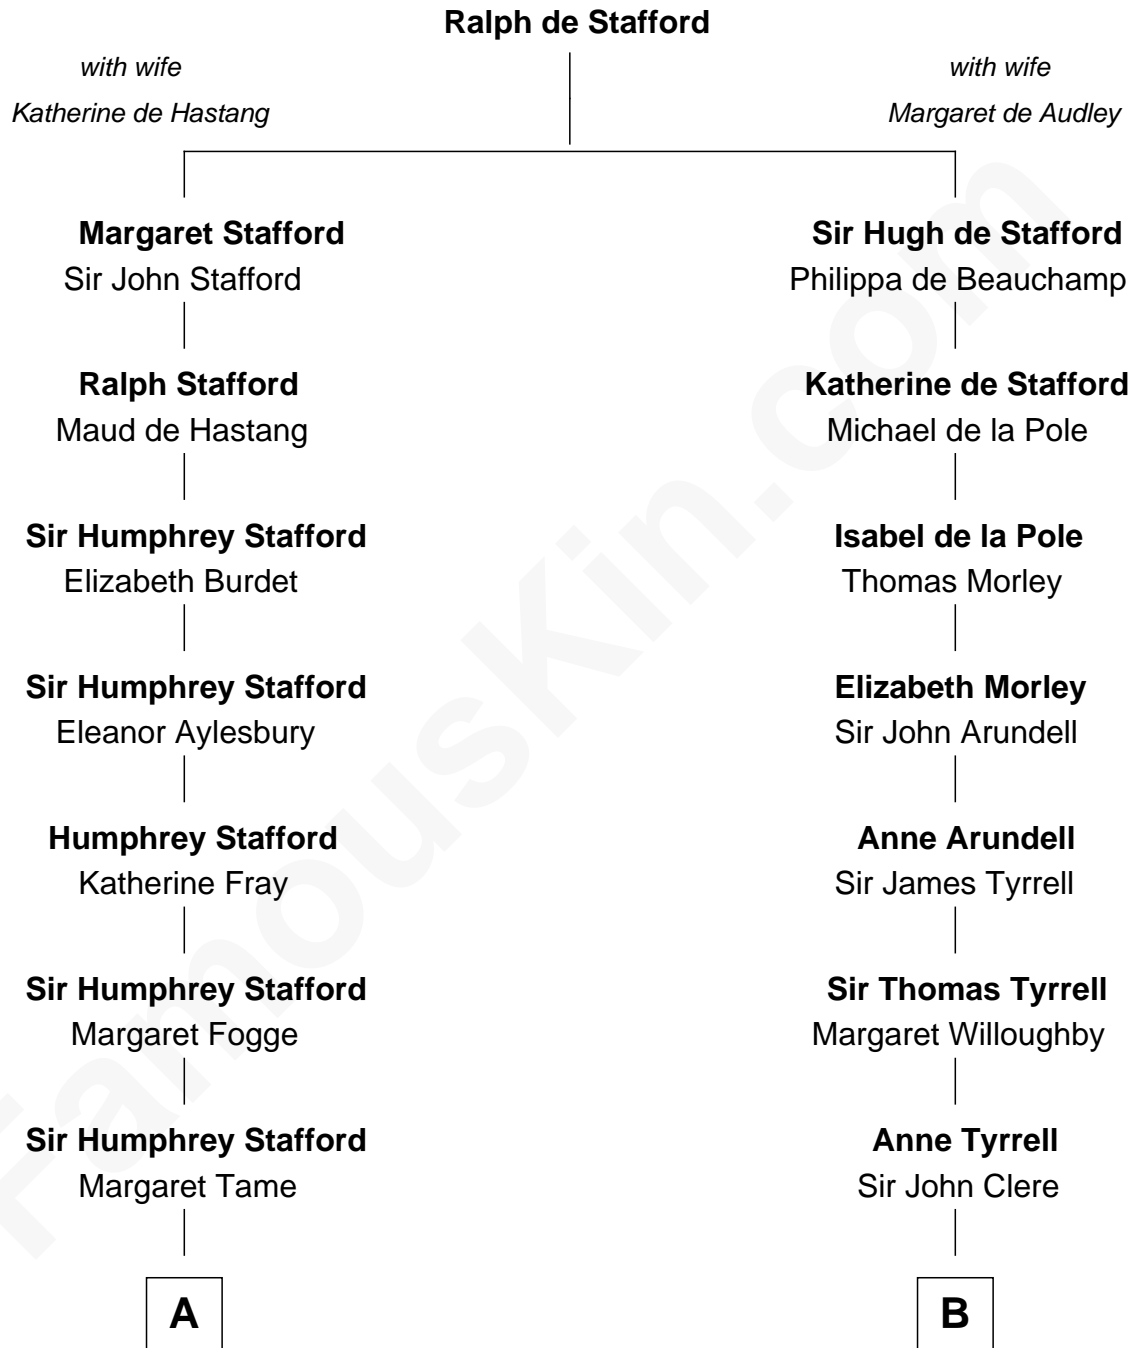 Ralph de Stafford
with wife
Katherine de Hastang
with wife
Margaret de Audley
Margaret Stafford
Sir John Stafford
Sir Hugh de Stafford
Philippa de Beauchamp
Ralph Stafford
Maud de Hastang
Katherine de Stafford
Michael de la Pole
Sir Humphrey Stafford
Elizabeth Burdet
Isabel de la Pole
Thomas Morley
Sir Humphrey Stafford
Eleanor Aylesbury
Elizabeth Morley
Sir John Arundell
Humphrey Stafford
Katherine Fray
Anne Arundell
Sir James Tyrrell
Sir Humphrey Stafford
Margaret Fogge
Sir Thomas Tyrrell
Margaret Willoughby
Sir Humphrey Stafford
Margaret Tame
Anne Tyrrell
Sir John Clere
A
B
FamousKin.com